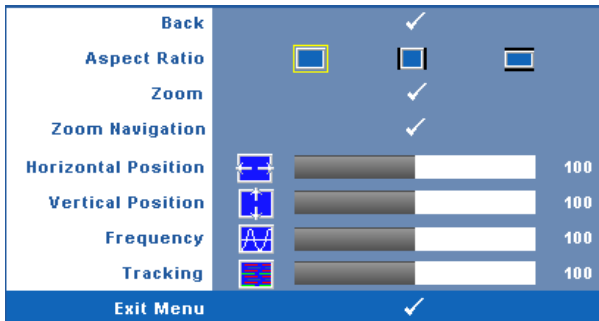 Back
Aspect Ratio
Zoom
Zoom Navigation
Horizontal Position 100
Vertical Position 100
Frequency 100
Tracking 100
Exit Menu